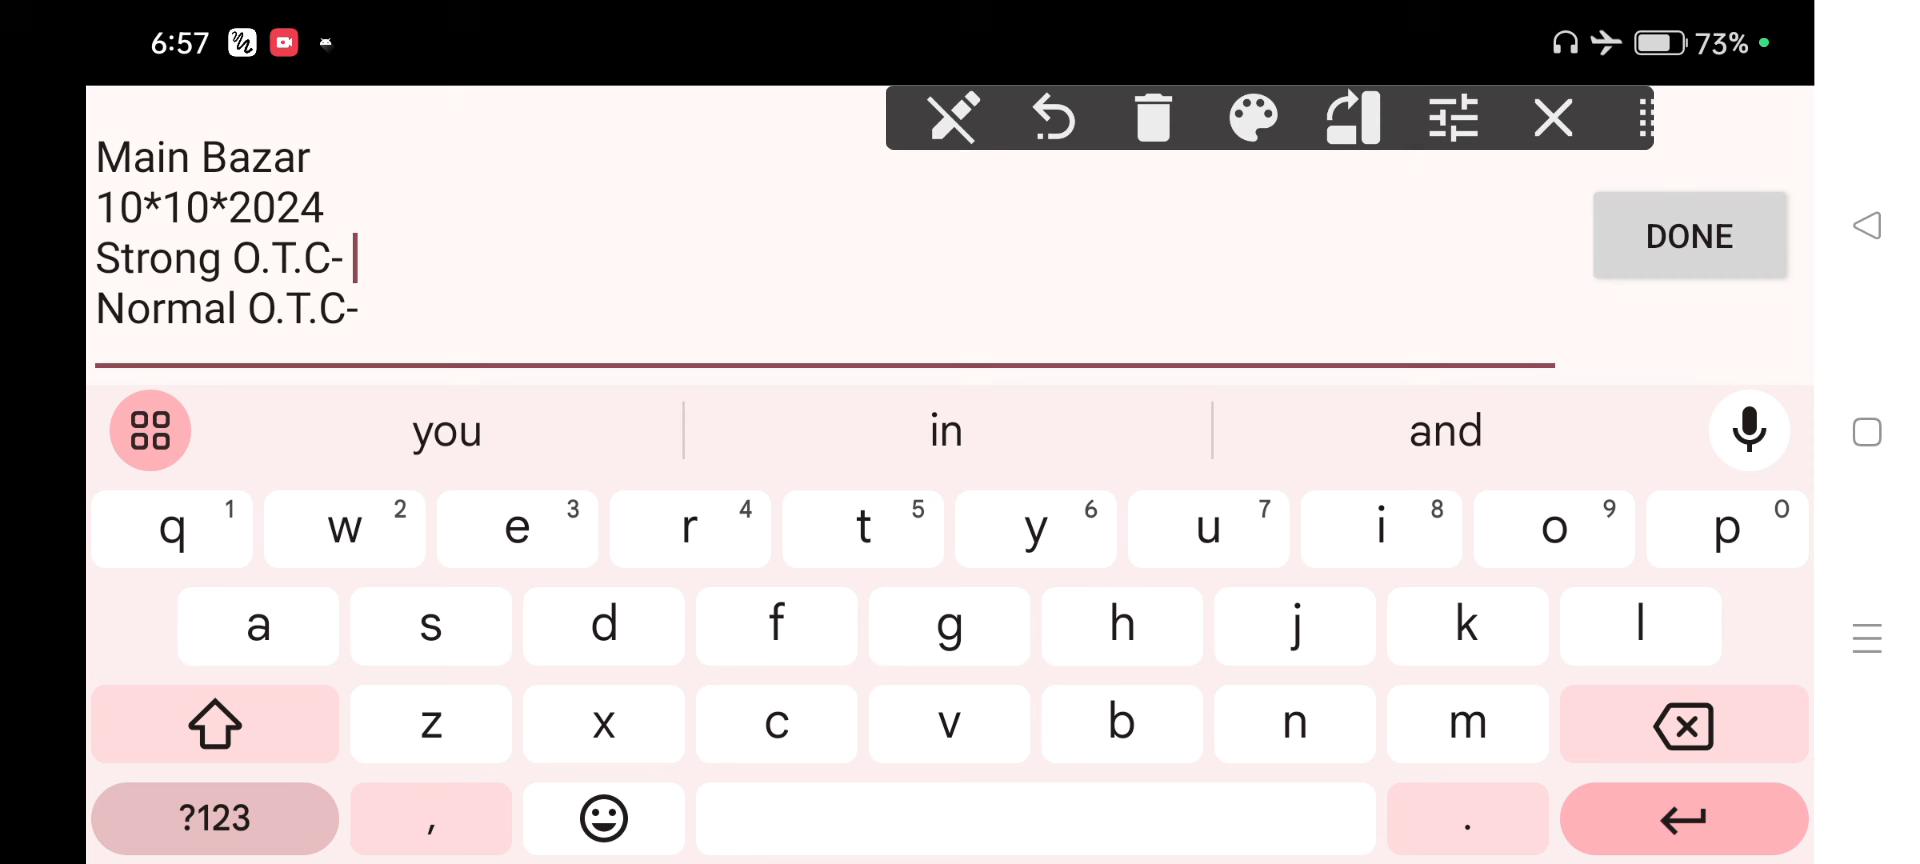 6:57 73%
Main Bazar
10*10*2024
Strong O.T.C-
Normal O.T.C-
DONE
you in and
q 1 w 2 e 3 r 4 t 5 y 6 u 7 i 8 o 9 p 0
a s d f g h j k l
z x c v b n m
?123 , .